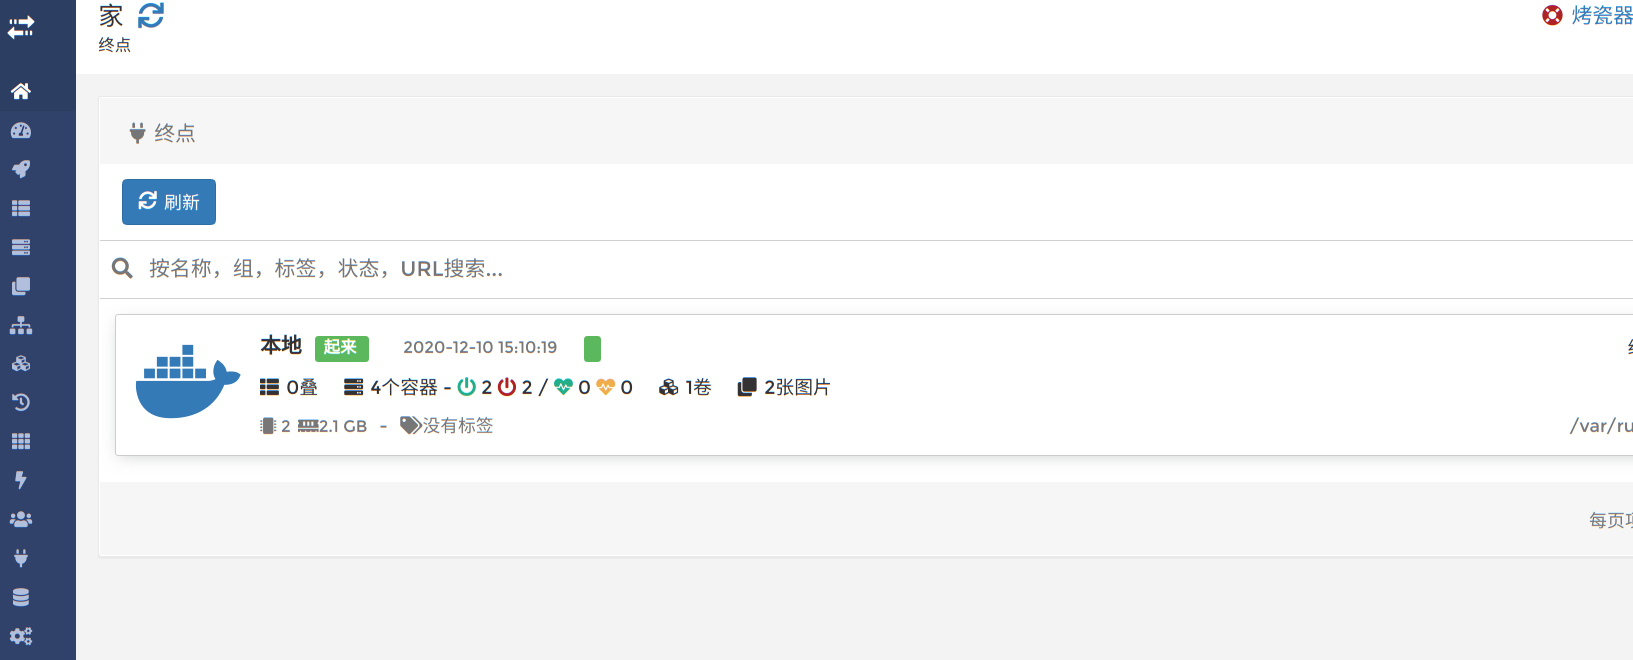 家
烤瓷器
终点
终点
刷新
按名称，组，标签，状态，URL搜索...
本地 起来 2020-12-10 15:10:19
0叠 4个容器 - 2 2 / 0 0 1卷 2张图片
2 2.1 GB - 没有标签
/var/ru
每页